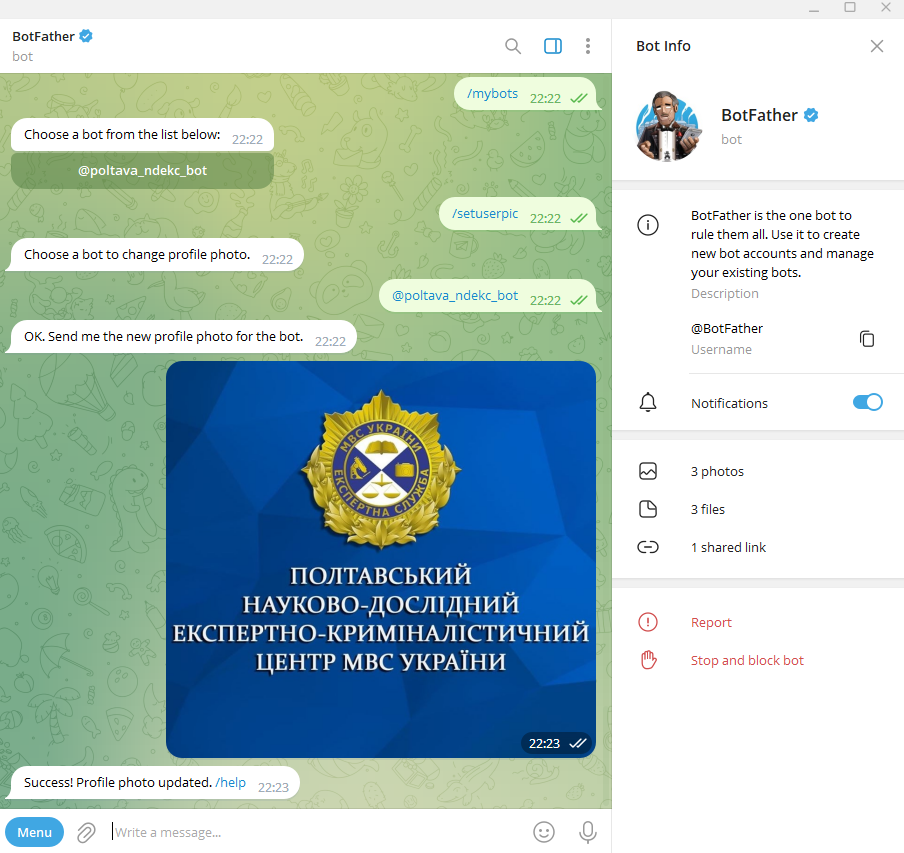 BotFather
bot
/mybots 22:22
Choose a bot from the list below: 22:22
@poltava_ndekc_bot
/setuserpic 22:22
Choose a bot to change profile photo. 22:22
@poltava_ndekc_bot 22:22
OK. Send me the new profile photo for the bot. 22:22
МВС УКРАЇНИ
ЕКСПЕРТНА СЛУЖБА
ПОЛТАВСЬКИЙ
НАУКОВО-ДОСЛІДНИЙ
ЕКСПЕРТНО-КРИМІНАЛІСТИЧНИЙ
ЦЕНТР МВС УКРАЇНИ
22:23
Success! Profile photo updated. /help 22:23
Menu
Write a message...
Bot Info
BotFather
bot
BotFather is the one bot to
rule them all. Use it to create
new bot accounts and manage
your existing bots.
Description
@BotFather
Username
Notifications
3 photos
3 files
1 shared link
Report
Stop and block bot